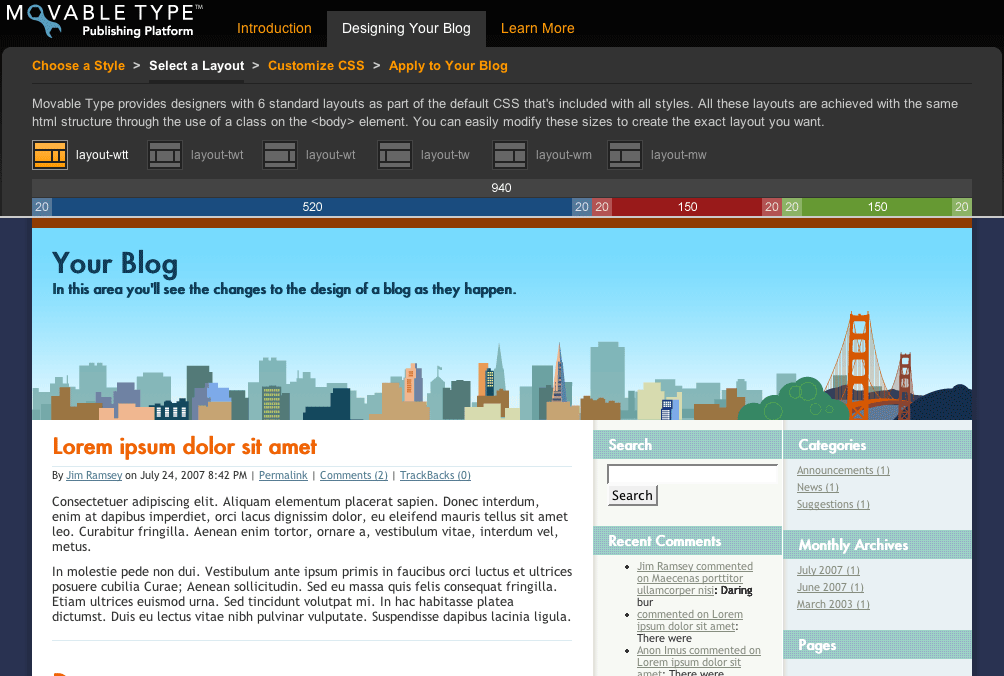 MOVABLE TYPE™
Publishing Platform
Introduction Designing Your Blog Learn More
Choose a Style > Select a Layout > Customize CSS > Apply to Your Blog
Movable Type provides designers with 6 standard layouts as part of the default CSS that's included with all styles. All these layouts are achieved with the same
html structure through the use of a class on the <body> element. You can easily modify these sizes to create the exact layout you want.
layout-wtt layout-twt layout-wt layout-tw layout-wm layout-mw
940
20 520 20 20 150 20 20 150 20
Your Blog
In this area you'll see the changes to the design of a blog as they happen.
Lorem ipsum dolor sit amet
By Jim Ramsey on July 24, 2007 8:42 PM | Permalink | Comments (2) | TrackBacks (0)
Consectetuer adipiscing elit. Aliquam elementum placerat sapien. Donec interdum,
enim at dapibus imperdiet, orci lacus dignissim dolor, eu eleifend mauris tellus sit amet
leo. Curabitur fringilla. Aenean enim tortor, ornare a, vestibulum vitae, interdum vel,
metus.
In molestie pede non dui. Vestibulum ante ipsum primis in faucibus orci luctus et ultrices
posuere cubilia Curae; Aenean sollicitudin. Sed eu massa quis felis consequat fringilla.
Etiam ultrices euismod urna. Sed tincidunt volutpat mi. In hac habitasse platea
dictumst. Duis eu lectus vitae nibh pulvinar vulputate. Suspendisse dapibus lacinia ligula.
Search
Search
Recent Comments
Jim Ramsey commented
on Maecenas porttitor
ullamcorper nisi: Daring
bur
commented on Lorem
ipsum dolor sit amet:
There were
Anon Imus commented on
Lorem ipsum dolor sit
amet: There were
Categories
Announcements (1)
News (1)
Suggestions (1)
Monthly Archives
July 2007 (1)
June 2007 (1)
March 2003 (1)
Pages